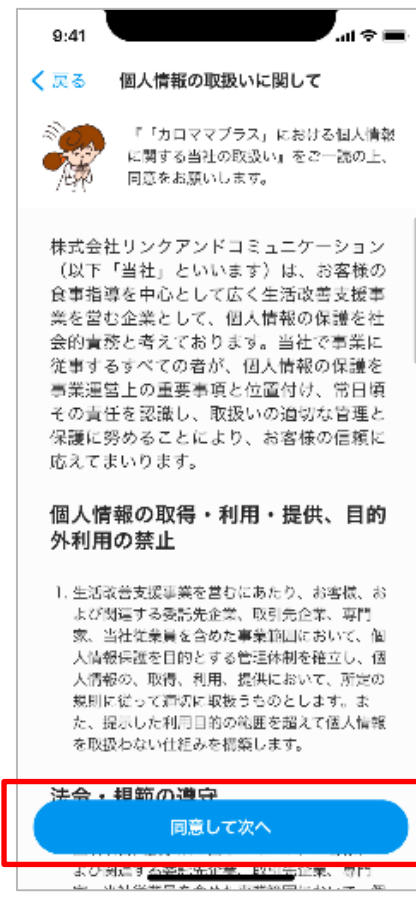 9:41
戻る
個人情報の取扱いに関して
『「カロママプラス」における個人情報
に関する当社の取扱い』をご一読の上、
同意をお願いします。
株式会社リンクアンドコミュニケーション
（以下「当社」といいます）は、お客様の
食事指導を中心として広く生活改善支援事
業を営む企業として、個人情報の保護を社
会的責務と考えております。当社で事業に
従事するすべての者が、個人情報の保護を
事業運営上の重要事項と位置付け、常日頃
その責任を認識し、取扱いの適切な管理と
保護に努めることにより、お客様の信頼に
応えてまいります。
個人情報の取得・利用・提供、目的
外利用の禁止
1. 生活改善支援事業を営むにあたり、お客様、お
よび関連する委託先企業、取引先企業、専門
家、当社従業員を含めた事業範囲において、個
人情報保護を目的とする管理体制を確立し、個
人情報の、取得、利用、提供において、所定の
規則に従って適切に取扱うものとします。ま
た、提示した利用目的の範囲を超えて個人情報
を取扱わない仕組みを構築します。
法令・規範の遵守
同意して次へ
よび関連する委託先企業、取引先企業、専門